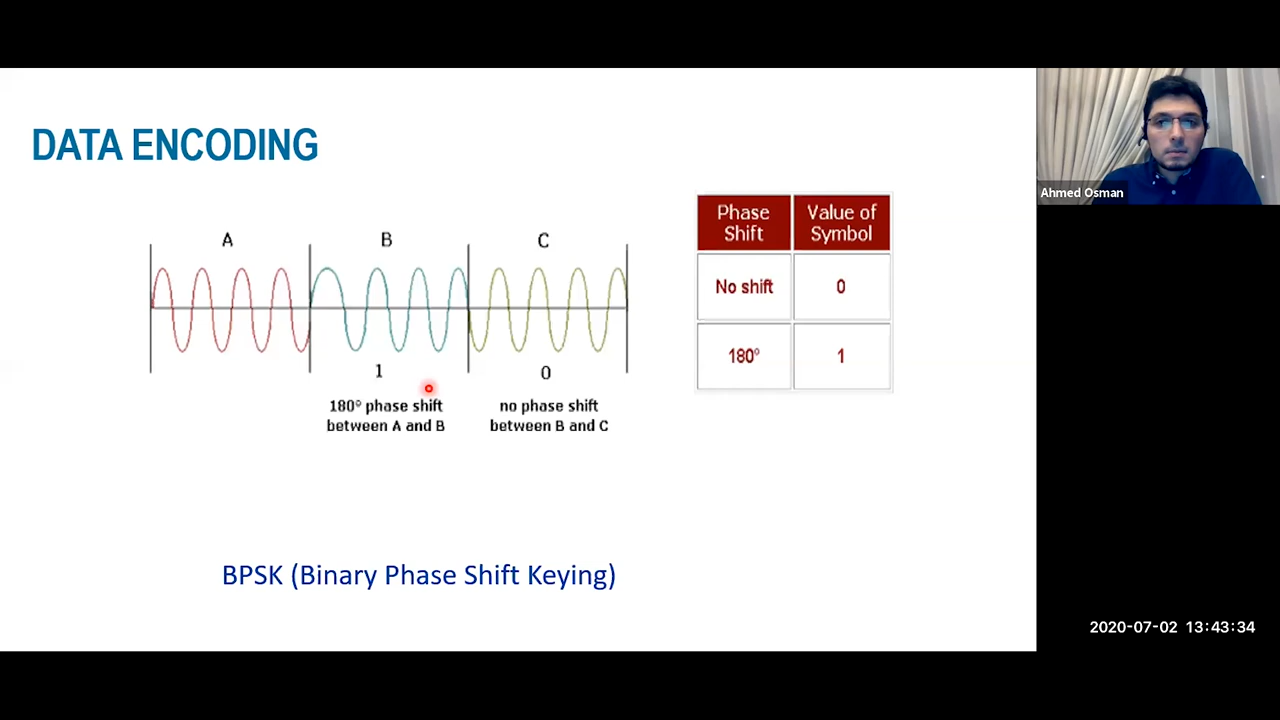 DATA ENCODING
A
B
C
1
0
180° phase shift
between A and B
no phase shift
between B and C
Phase
Shift
Value of
Symbol
No shift
0
180°
1
BPSK (Binary Phase Shift Keying)
Ahmed Osman
2020-07-02 13:43:34